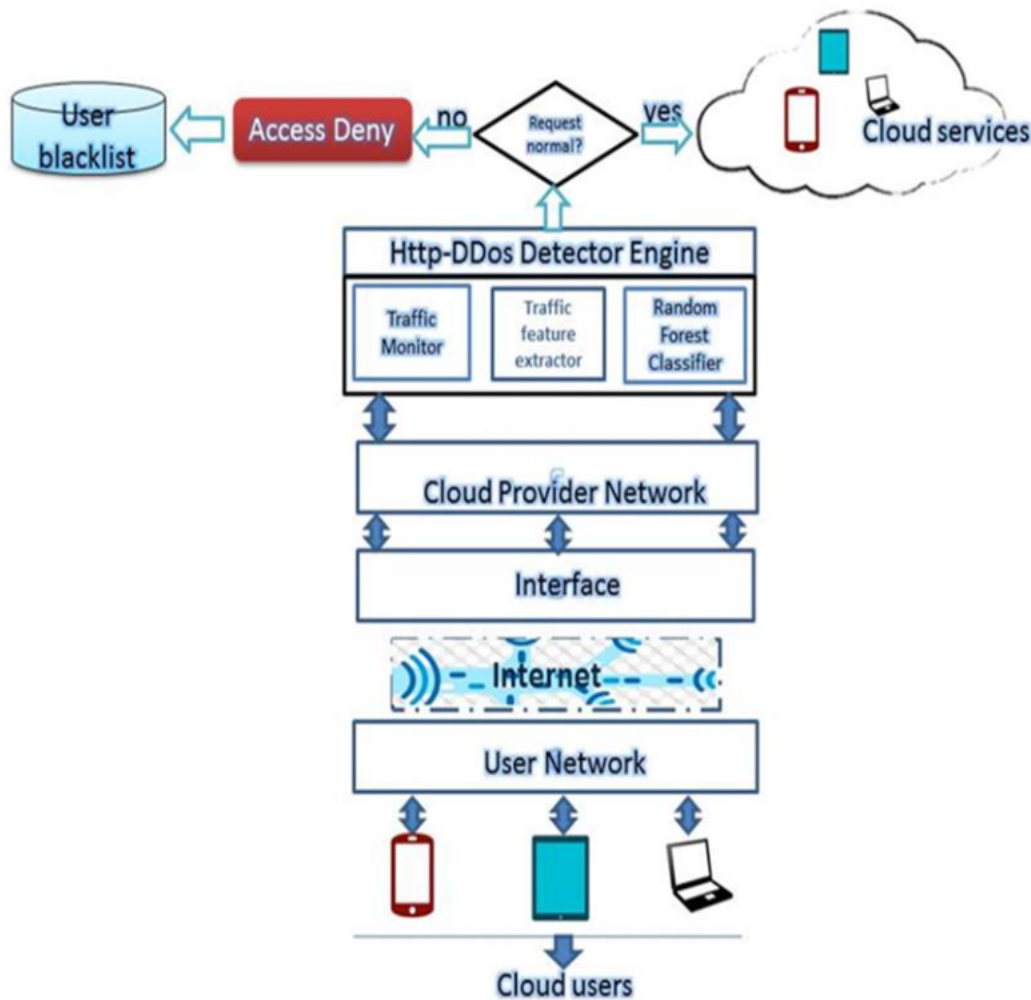 User
blacklist
Access Deny
no
Request
normal?
yes
Cloud services
Http-DDos Detector Engine
Traffic
Monitor
Traffic
feature
extractor
Random
Forest
Classifier
Cloud Provider Network
Interface
Internet
User Network
Cloud users